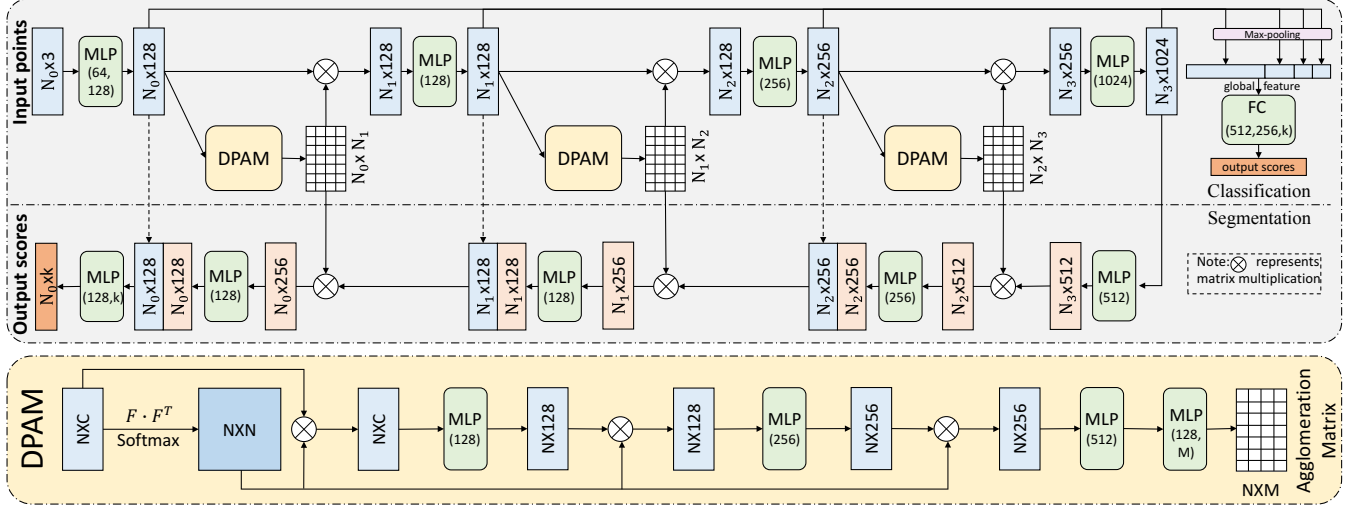 Input points
N₀x3
MLP
(64,
128)
N₀x128
N₁x128
MLP
(128)
N₁x128
N₂x128
MLP
(256)
N₂x256
N₃x256
MLP
(1024)
N₃x1024
Max-pooling
global feature
FC
(512,256,k)
output scores
Classification
DPAM
N₀x N₁
DPAM
N₁x N₂
DPAM
N₂x N₃
Segmentation
Output scores
N₀xk
MLP
(128,k)
N₀x128
N₀x128
MLP
(128)
N₀x256
N₁x128
N₁x128
MLP
(128)
N₁x256
N₂x256
N₂x256
MLP
(256)
N₂x512
N₃x512
MLP
(512)
Note:⊗ represents
matrix multiplication
DPAM
NXC
F · Fᵀ
Softmax
NXN
NXC
MLP
(128)
NX128
NX128
MLP
(256)
NX256
NX256
MLP
(512)
MLP
(128,
M)
NXM
Agglomeration
Matrix